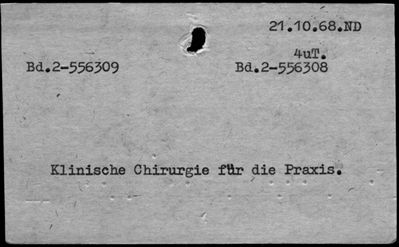 21.10.68.ND
4uT.
Bd.2-556309 Bd.2-556308
Klinische Chirurgie für die Praxis.